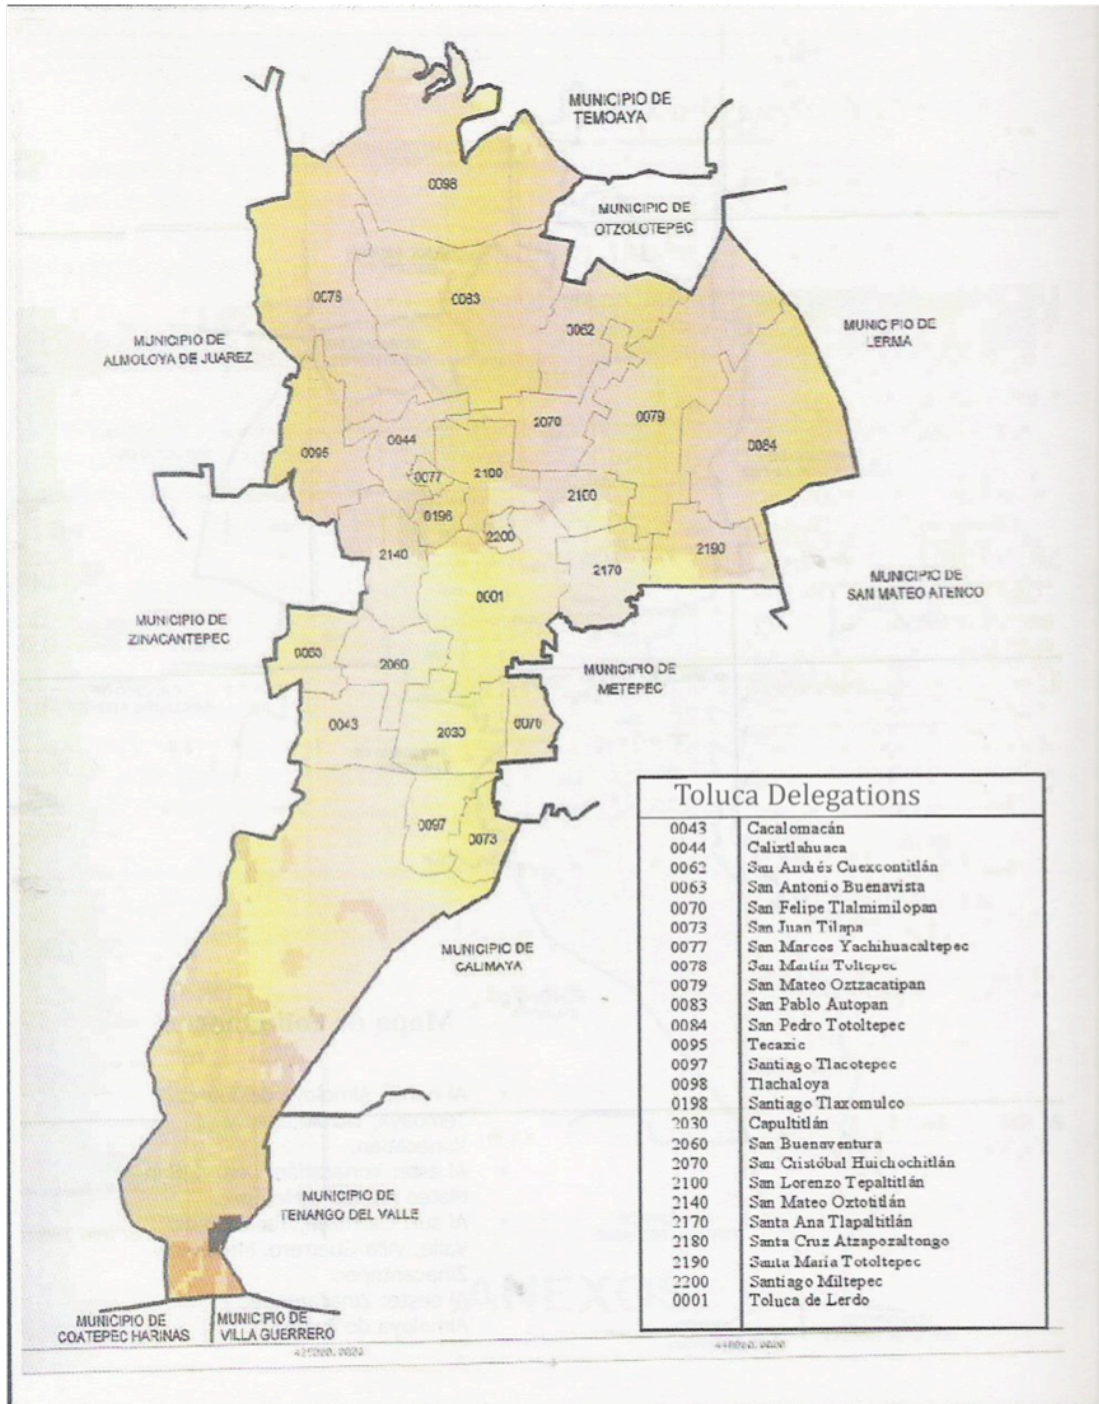 MUNICIPIO DE
TEMOAYA
0098
MUNICIPIO DE
OTZOLOTEPEC
0078
0083
0062
MUNICIPIO DE
LERMA
MUNICIPIO DE
ALMOLOYA DE JUAREZ
0079
2070
0044
0084
0095
0077
2100
2100
0196
2200
2140
2190
2170
0001
MUNICIPIO DE
SAN MATEO ATENCO
MUNICIPIO DE
ZINACANTEPEC
0063
2060
MUNICIPIO DE
METEPEC
0043
2030
0070
0097
0073
MUNICIPIO DE
CALIMAYA
MUNICIPIO DE
TENANGO DEL VALLE
MUNICIPIO DE
COATEPEC HARINAS
MUNICIPIO DE
VILLA GUERRERO
Toluca Delegations
0043 Cacalomacán
0044 Calixtlahuaca
0062 San Andrés Cuexcontitlán
0063 San Antonio Buenavista
0070 San Felipe Tlalmimilopan
0073 San Juan Tilapa
0077 San Marcos Yachihuacaltepec
0078 San Martín Toltepec
0079 San Mateo Oztzacatipan
0083 San Pablo Autopan
0084 San Pedro Totoltepec
0095 Tecaxic
0097 Santiago Tlacotepec
0098 Tlachaloya
0198 Santiago Tlaxomulco
2030 Capultitlán
2060 San Buenaventura
2070 San Cristóbal Huichochitlán
2100 San Lorenzo Tepaltitlán
2140 San Mateo Oxtotitlán
2170 Santa Ana Tlapaltitlán
2180 Santa Cruz Atzapozaltongo
2190 Santa María Totoltepec
2200 Santiago Miltepec
0001 Toluca de Lerdo